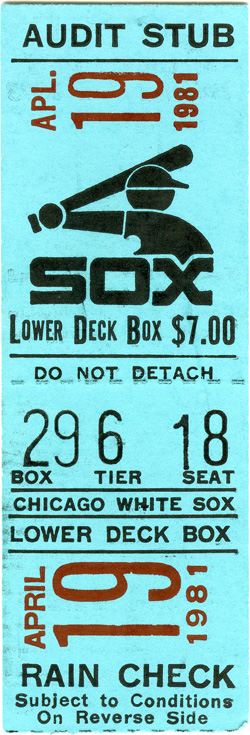 AUDIT STUB
APL. 19 1981
SOX
LOWER DECK BOX $7.00
DO NOT DETACH
29 6 18
BOX TIER SEAT
CHICAGO WHITE SOX
LOWER DECK BOX
APRIL 19 1981
RAIN CHECK
Subject to Conditions
On Reverse Side